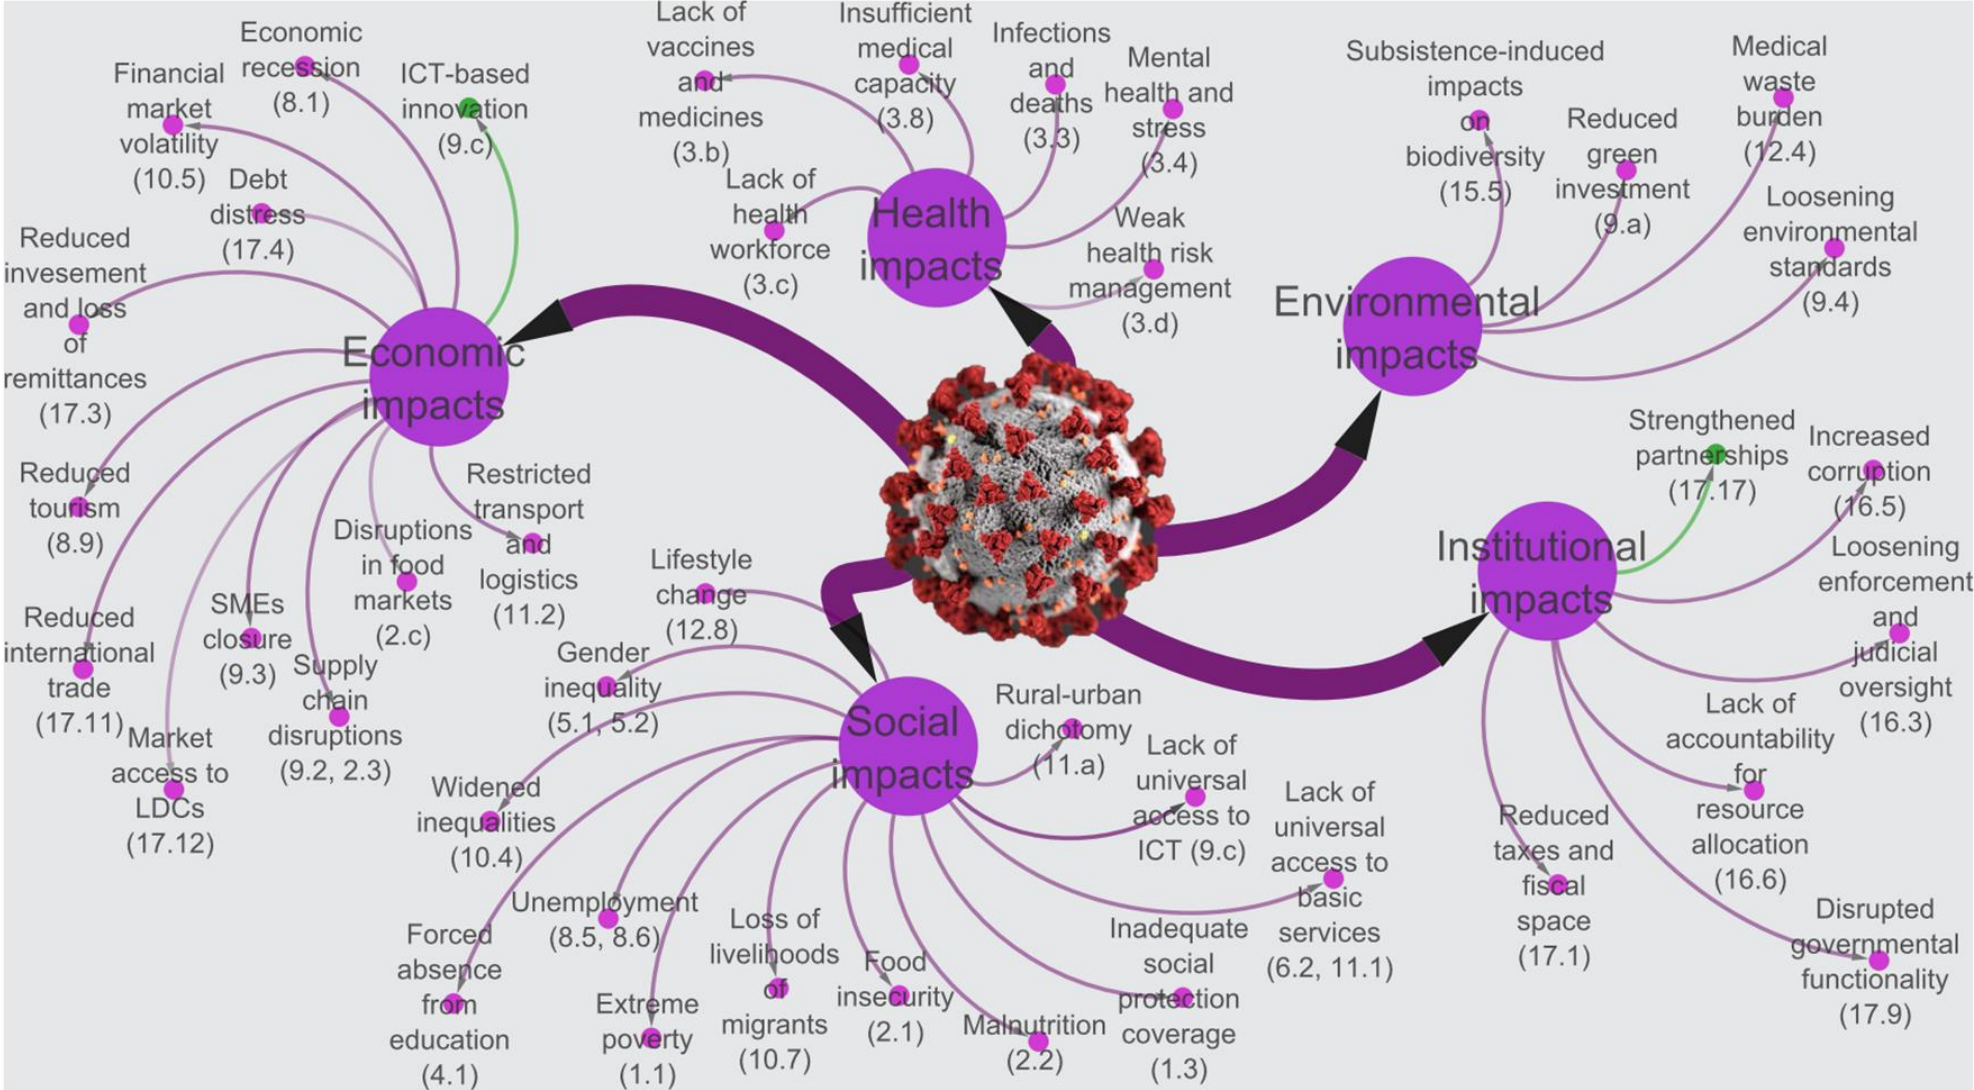 Economic
recession
(8.1)
Financial
market
volatility
(10.5)
ICT-based
innovation
(9.c)
Debt
distress
(17.4)
Reduced
invesement
and loss
of
remittances
(17.3)
Economic
impacts
Reduced
tourism
(8.9)
Reduced
international
trade
(17.11)
Market
access to
LDCs
(17.12)
SMEs
closure
(9.3)
Supply
chain
disruptions
(9.2, 2.3)
Disruptions
in food
markets
(2.c)
Restricted
transport
and
logistics
(11.2)
Lack of
vaccines
and
medicines
(3.b)
Insufficient
medical
capacity
(3.8)
Infections
and
deaths
(3.3)
Mental
health and
stress
(3.4)
Lack of
health
workforce
(3.c)
Health
impacts
Weak
health risk
management
(3.d)
Subsistence-induced
impacts
on
biodiversity
(15.5)
Reduced
green
investment
(9.a)
Medical
waste
burden
(12.4)
Loosening
environmental
standards
(9.4)
Environmental
impacts
Strengthened
partnerships
(17.17)
Increased
corruption
(16.5)
Institutional
impacts
Loosening
enforcement
and
judicial
oversight
(16.3)
Lack of
accountability
for
resource
allocation
(16.6)
Reduced
taxes and
fiscal
space
(17.1)
Disrupted
governmental
functionality
(17.9)
Lifestyle
change
(12.8)
Gender
inequality
(5.1, 5.2)
Widened
inequalities
(10.4)
Social
impacts
Rural-urban
dichotomy
(11.a)
Lack of
universal
access to
ICT (9.c)
Lack of
universal
access to
basic
services
(6.2, 11.1)
Unemployment
(8.5, 8.6)
Forced
absence
from
education
(4.1)
Extreme
poverty
(1.1)
Loss of
livelihoods
of
migrants
(10.7)
Food
insecurity
(2.1)
Malnutrition
(2.2)
Inadequate
social
protection
coverage
(1.3)